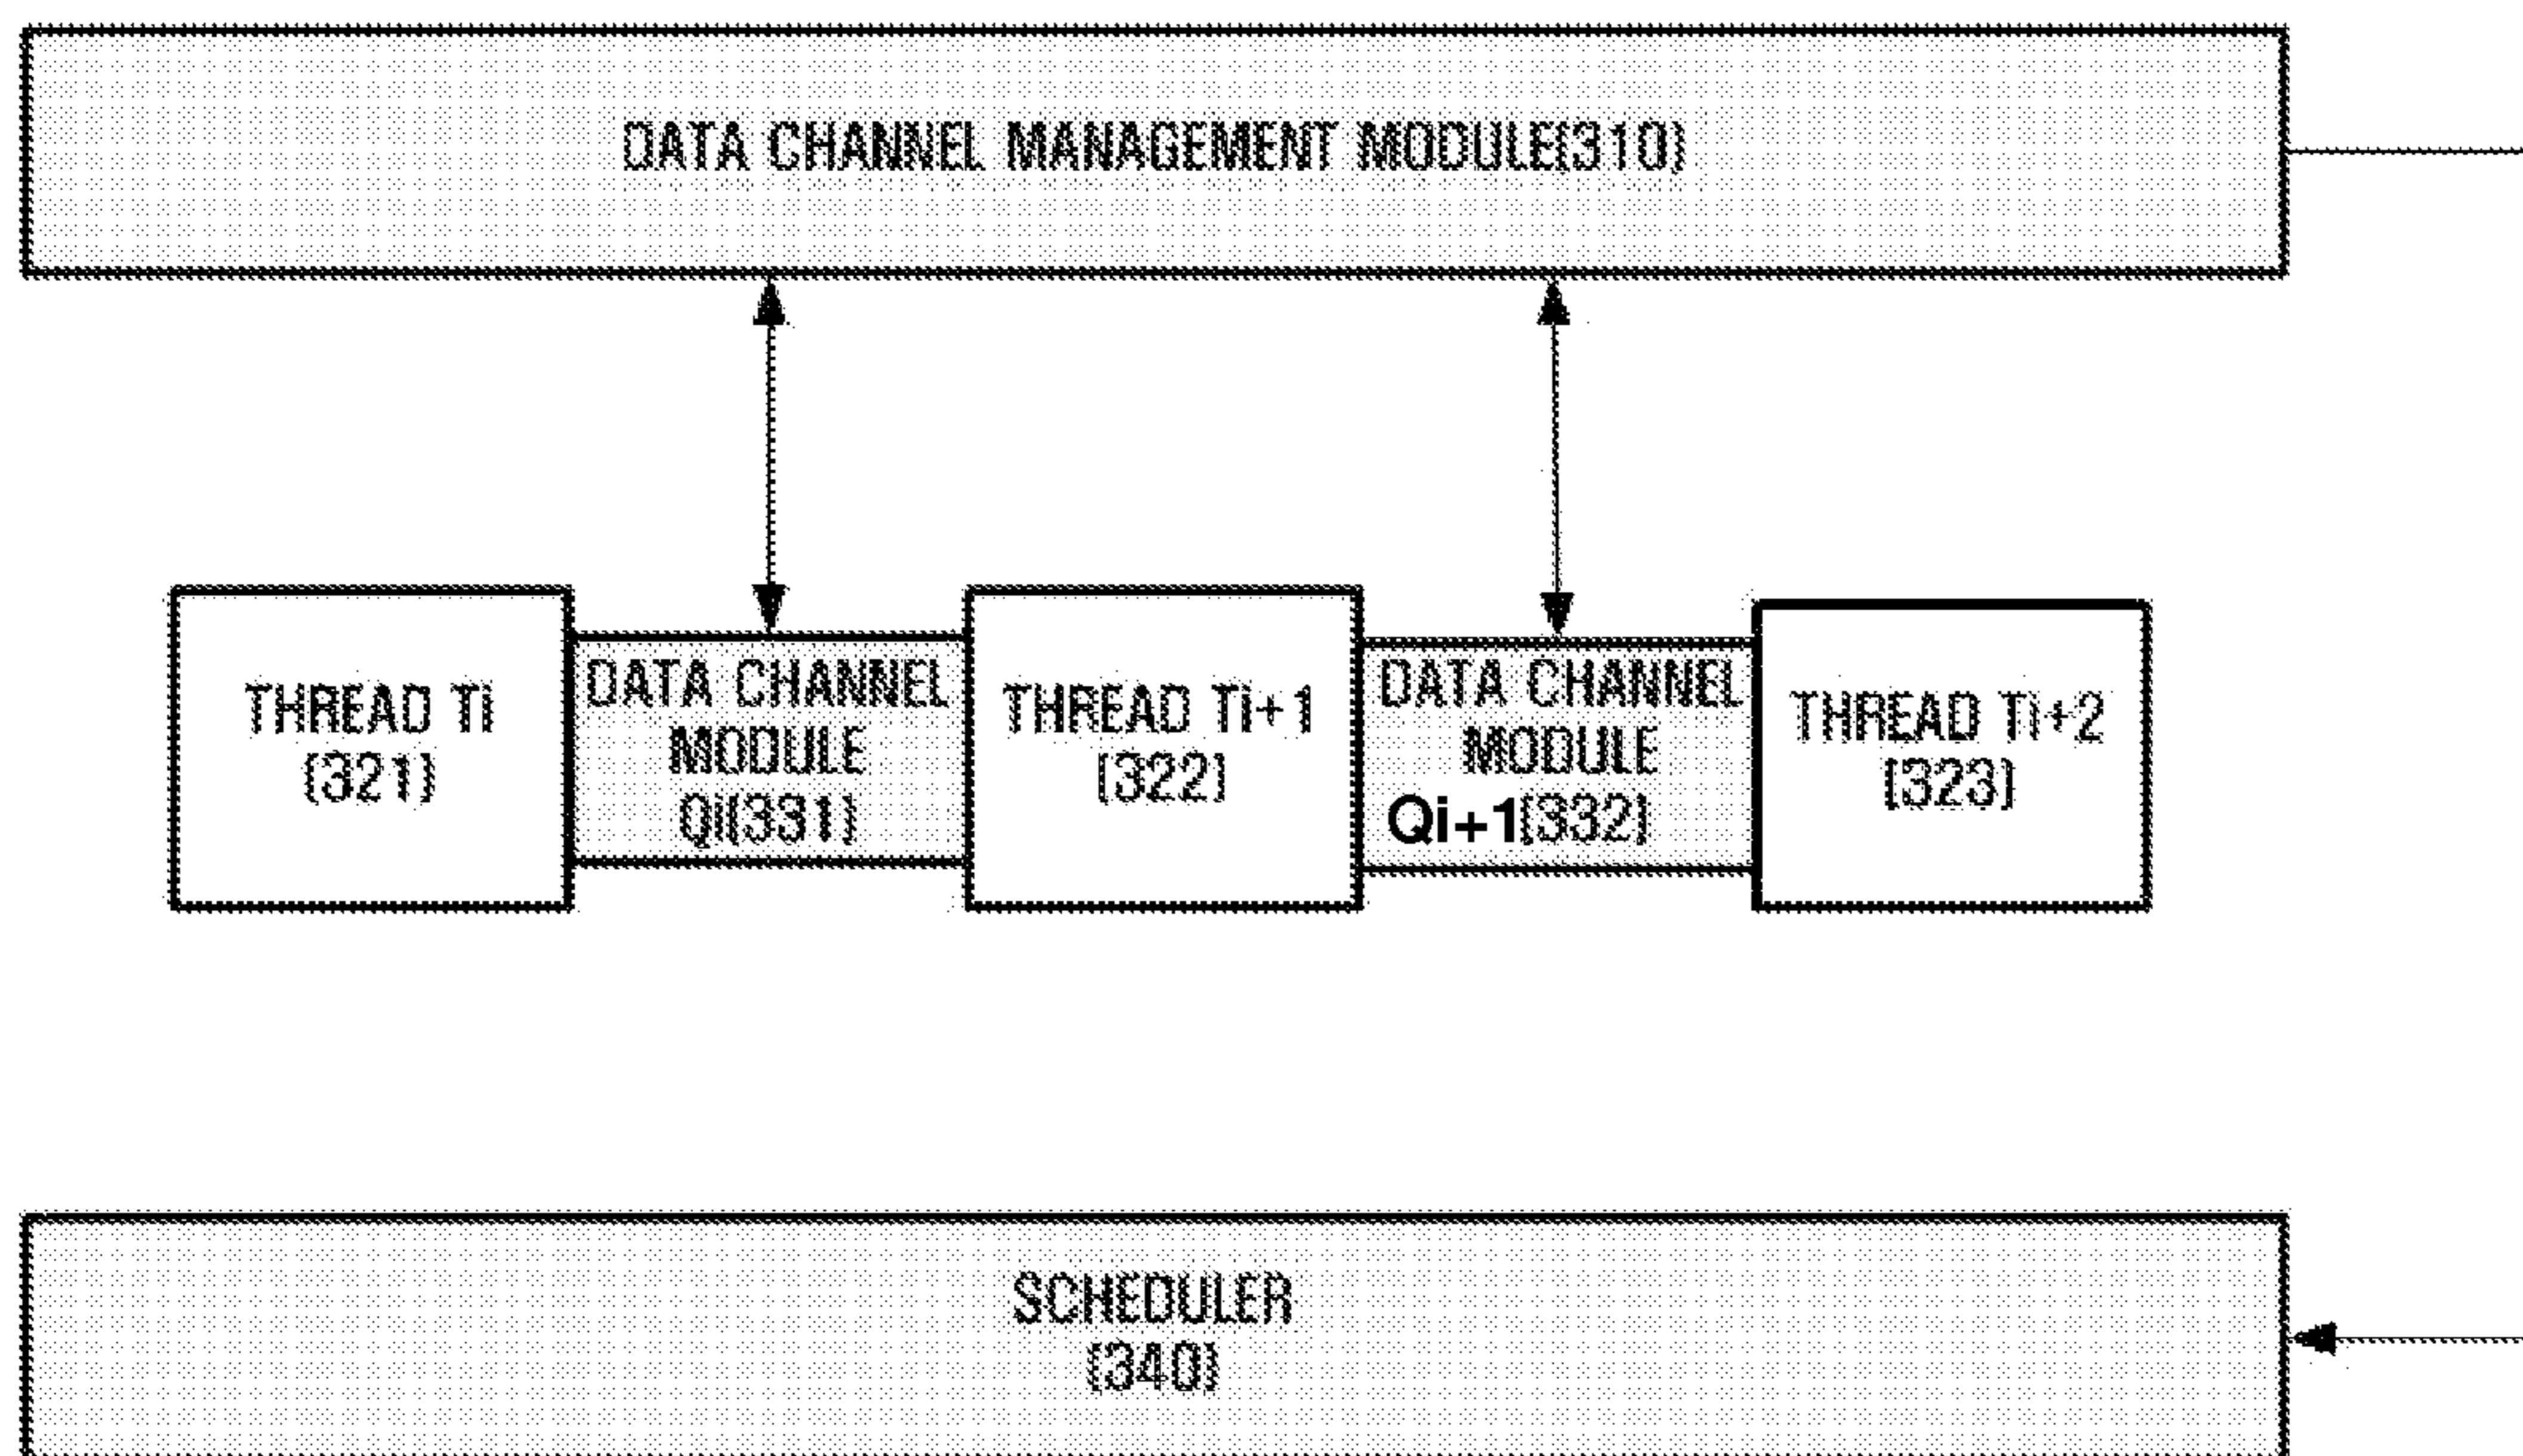 DATA CHANNEL MANAGEMENT MODULE(310)
THREAD Ti
(321)
DATA CHANNEL
MODULE
Qi(331)
THREAD Ti+1
(322)
DATA CHANNEL
MODULE
Qi+1(332)
THREAD Ti+2
(323)
SCHEDULER
(340)